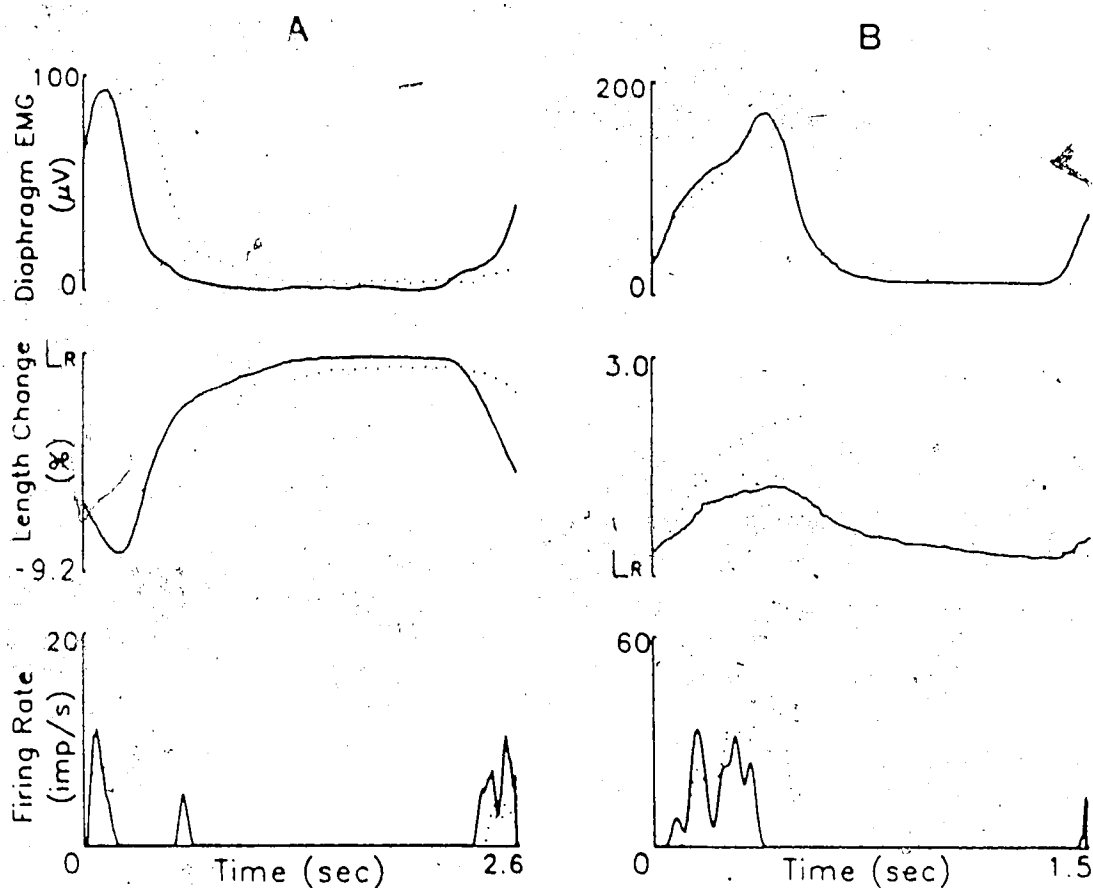 A
B
Diaphragm EMG
(µV)
100
0
200
0
Length Change
(%)
LR
-9.2
3.0
LR
Firing Rate
(imp/s)
20
60
0
Time (sec)
2.6
0
Time (sec)
1.5